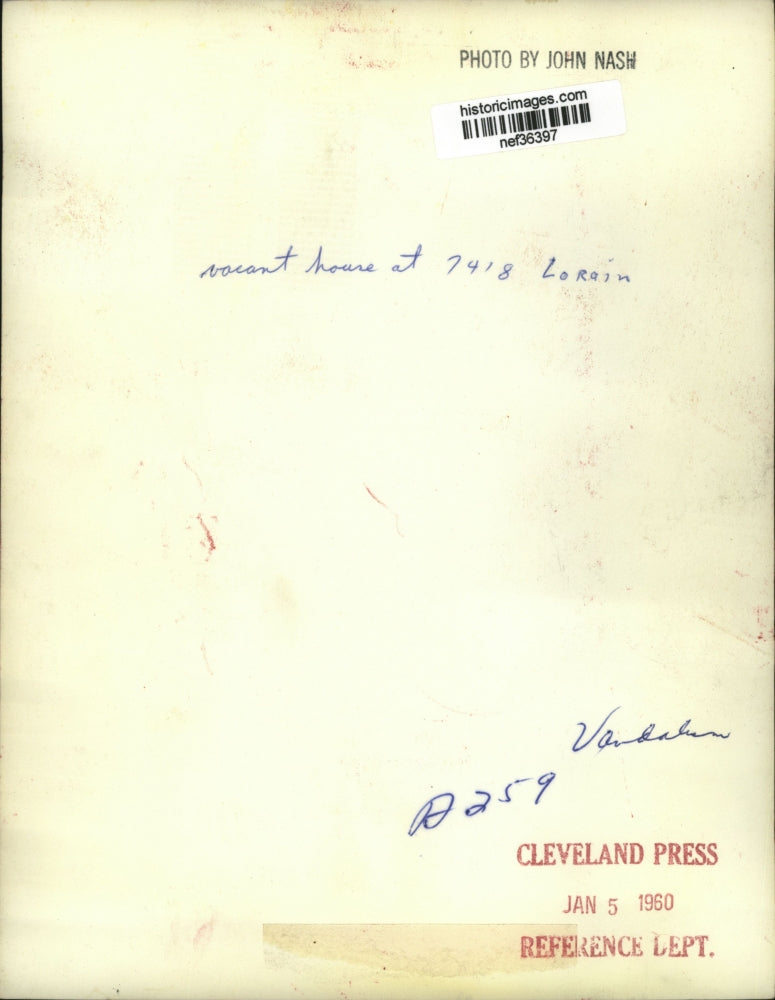 PHOTO BY JOHN NASH
historicimages.com
nef36397
vacant house at 7418 Lorain
Vandalism
A259
CLEVELAND PRESS
JAN 5 1960
REFERENCE DEPT.